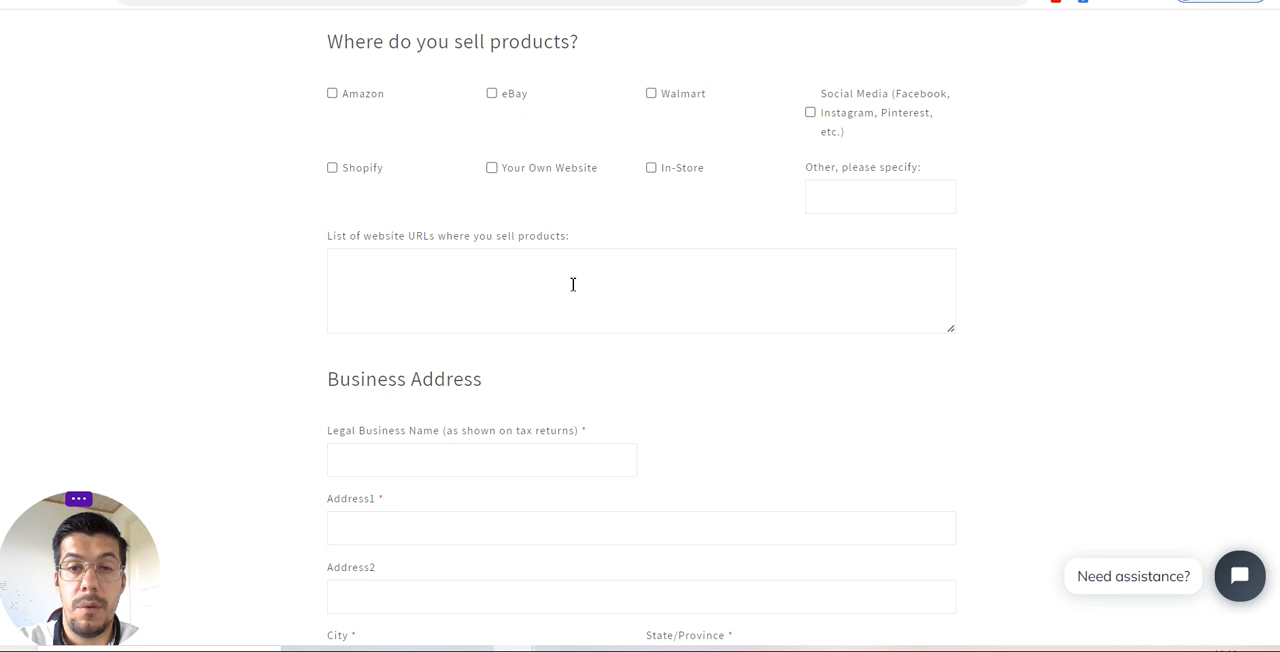 Where do you sell products?
Amazon
eBay
Walmart
Social Media (Facebook,
Instagram, Pinterest,
etc.)
Shopify
Your Own Website
In-Store
Other, please specify:
List of website URLs where you sell products:
Business Address
Legal Business Name (as shown on tax returns) *
Address1 *
Address2
Need assistance?
City *
State/Province *